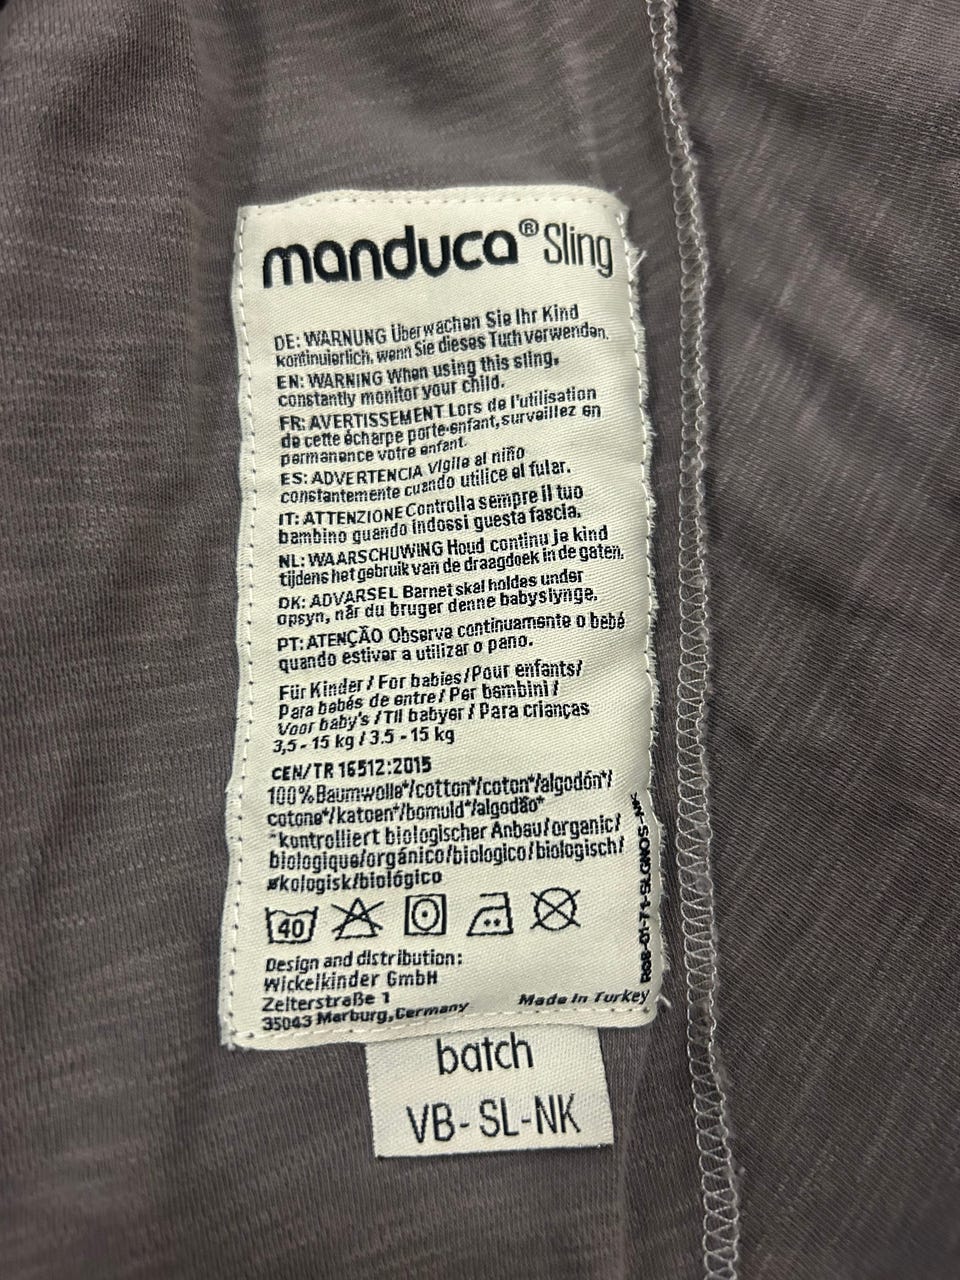 manduca® Sling
DE: WARNUNG Überwachen Sie Ihr Kind
kontinuierlich, wenn Sie dieses Tuch verwenden.
EN: WARNING When using this sling,
constantly monitor your child.
FR: AVERTISSEMENT Lors de l'utilisation
de cette écharpe porte-enfant, surveillez en
permanence votre enfant.
ES: ADVERTENCIA Vigile al niño
constantemente cuando utilice el fular.
IT: ATTENZIONE Controlla sempre il tuo
bambino quando indossi questa fascia.
NL: WAARSCHUWING Houd continu je kind
tijdens het gebruik van de draagdoek in de gaten.
DK: ADVARSEL Barnet skal holdes under
opsyn, når du bruger denne babyslynge.
PT: ATENÇÃO Observe continuamente o bebé
quando estiver a utilizar o pano.
Für Kinder / For babies / Pour enfants/
Para bebés de entre / Per bambini /
Voor baby's / Til babyer / Para crianças
3,5 - 15 kg / 3.5 - 15 kg
CEN/TR 16512:2015
100% Baumwolle*/cotton*/coton*/algodón*/
cotone*/katoen*/bomuld*/algodão*
*kontrolliert biologischer Anbau/organic/
biologique/orgánico/biologico/biologisch/
økologisk/biológico
40
Design and distribution:
Wickelkinder GmbH
Zeiterstraße 1
35043 Marburg, Germany
Made in Turkey
batch
VB-SL-NK